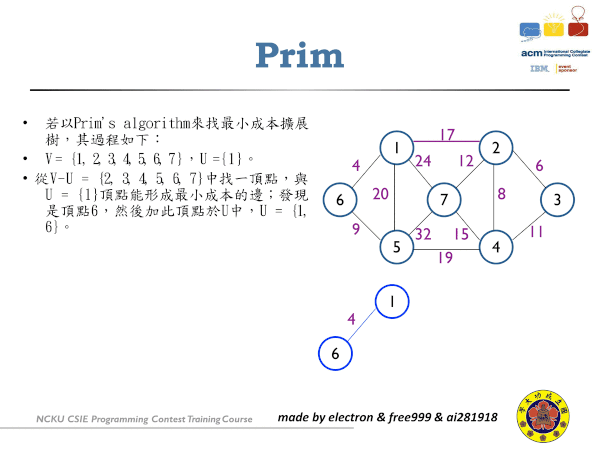 acm International Collegiate
Programming Contest
IBM. event
sponsor
Prim
• 若以Prim's algorithm來找最小成本擴展
樹，其過程如下：
• V = {1, 2, 3, 4, 5, 6, 7}，U ={1}。
• 從V-U = {2, 3, 4, 5, 6, 7}中找一頂點，與
U = {1}頂點能形成最小成本的邊；發現
是頂點6，然後加此頂點於U中，U = {1,
6}。
17
1
2
24
12
4
6
20
8
6
7
3
9
32
15
11
5
4
19
1
4
6
NCKU CSIE Programming Contest Training Course
made by electron & free999 & ai281918